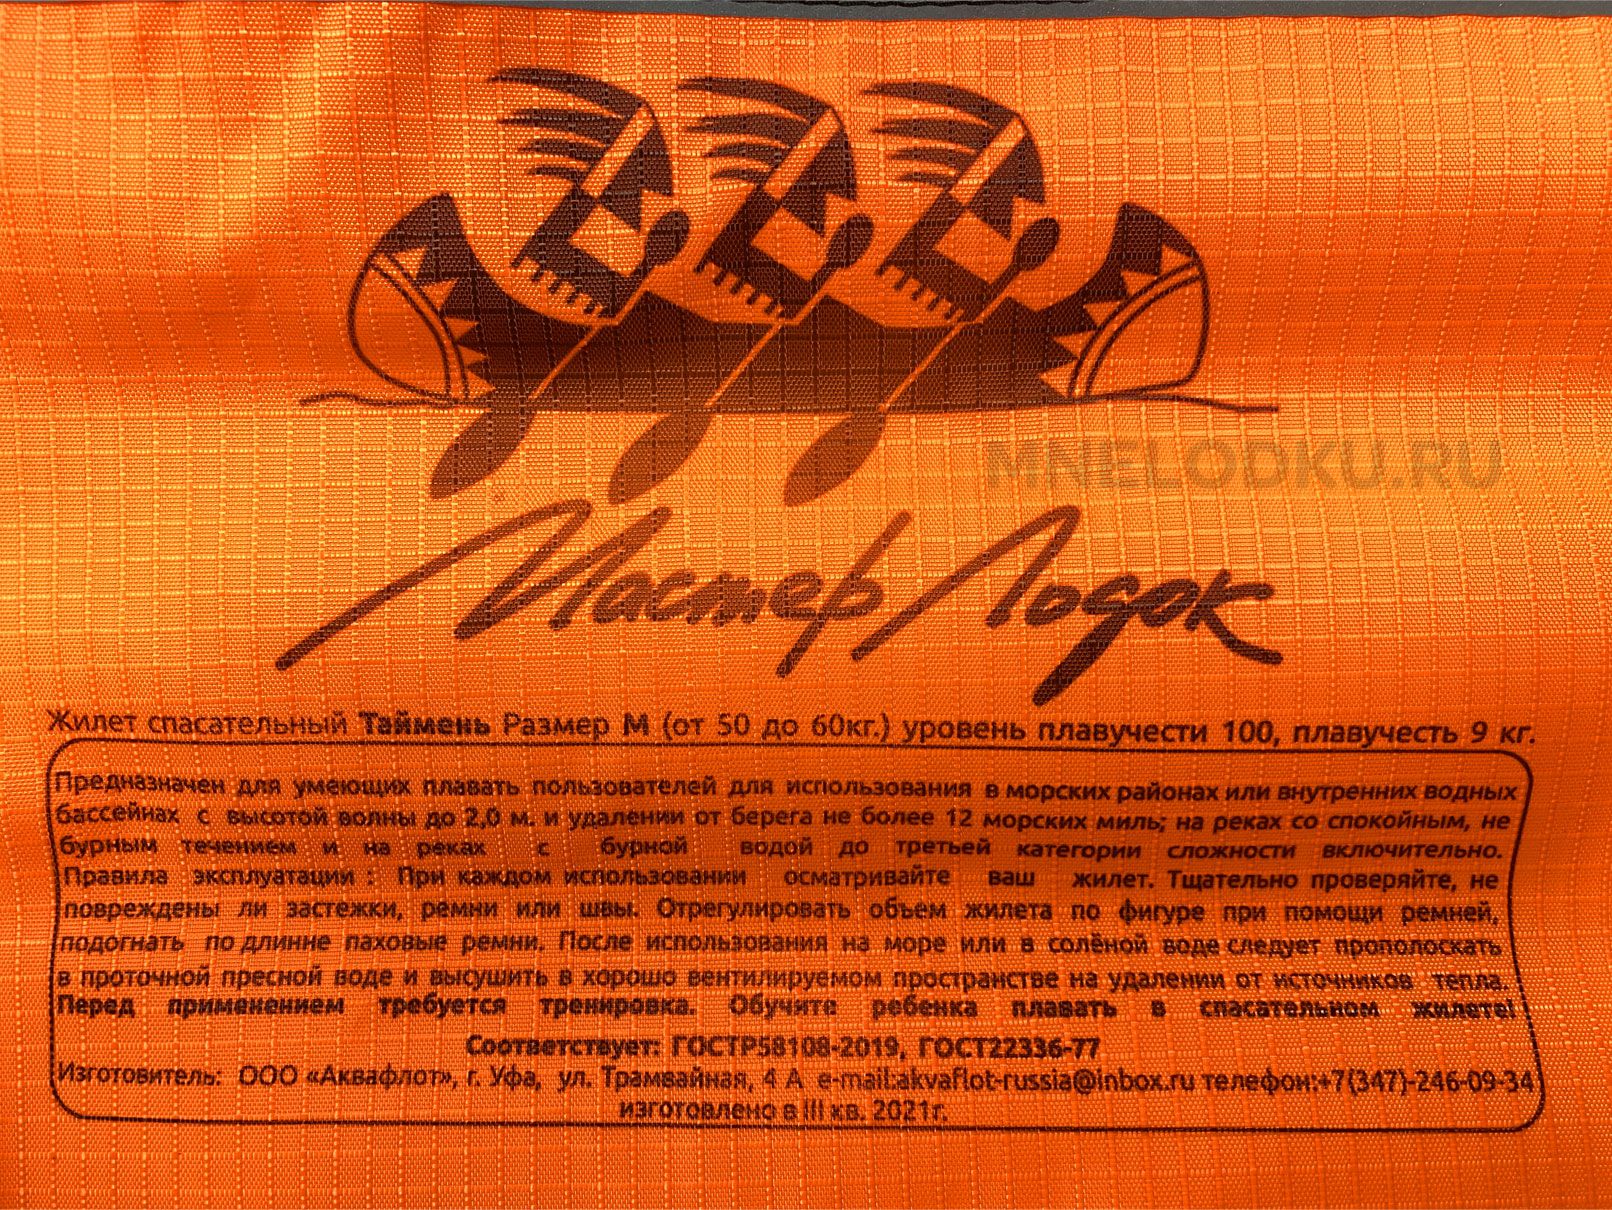 MNELODKU.RU
Мастер Лодок
Жилет спасательный Таймень Размер М (от 50 до 60кг.) уровень плавучести 100, плавучесть 9 кг.
Предназначен для умеющих плавать пользователей для использования в морских районах или внутренних водных
бассейнах с высотой волны до 2,0 м. и удалении от берега не более 12 морских миль; на реках со спокойным, не
бурным течением и на реках с бурной водой до третьей категории сложности включительно.
Правила эксплуатации : При каждом использовании осматривайте ваш жилет. Тщательно проверяйте, не
повреждены ли застежки, ремни или швы. Отрегулировать объем жилета по фигуре при помощи ремней,
подогнать по длинне паховые ремни. После использования на море или в солёной воде следует прополоскать
в проточной пресной воде и высушить в хорошо вентилируемом пространстве на удалении от источников тепла.
Перед применением требуется тренировка. Обучите ребенка плавать в спасательном жилете!
Соответствует: ГОСТР58108-2019, ГОСТ22336-77
Изготовитель: ООО «Аквафлот», г. Уфа, ул. Трамвайная, 4 А e-mail:akvaflot-russia@inbox.ru телефон:+7(347)-246-09-34
изготовлено в III кв. 2021г.